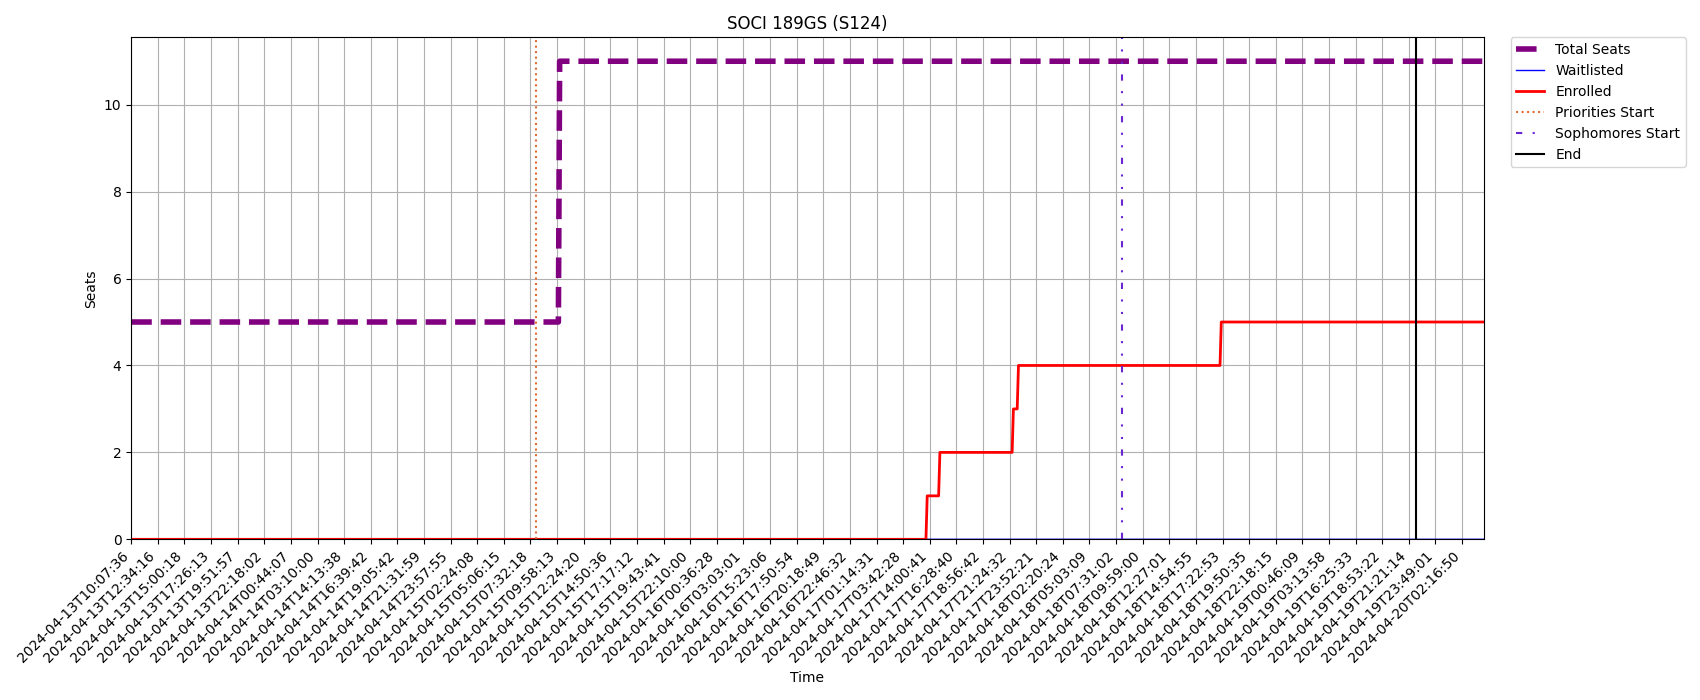 SOCI 189GS (S124)
Total Seats
Waitlisted
Enrolled
Priorities Start
Sophomores Start
End
Seats
10
8
6
4
2
0
2024-04-13T10:07:36
2024-04-13T12:34:16
2024-04-13T15:00:18
2024-04-13T17:26:13
2024-04-13T19:51:57
2024-04-13T22:18:02
2024-04-14T00:44:07
2024-04-14T03:10:00
2024-04-14T14:13:38
2024-04-14T16:39:42
2024-04-14T19:05:42
2024-04-14T21:31:59
2024-04-14T23:57:55
2024-04-15T02:24:08
2024-04-15T05:06:15
2024-04-15T07:32:18
2024-04-15T09:58:13
2024-04-15T12:24:20
2024-04-15T14:50:36
2024-04-15T17:17:12
2024-04-15T19:43:41
2024-04-15T22:10:00
2024-04-16T00:36:28
2024-04-16T03:03:01
2024-04-16T15:23:06
2024-04-16T17:50:54
2024-04-16T20:18:49
2024-04-16T22:46:32
2024-04-17T01:14:31
2024-04-17T03:42:28
2024-04-17T14:00:41
2024-04-17T16:28:40
2024-04-17T18:56:42
2024-04-17T21:24:32
2024-04-17T23:52:21
2024-04-18T02:20:24
2024-04-18T05:03:09
2024-04-18T07:31:02
2024-04-18T09:59:00
2024-04-18T12:27:01
2024-04-18T14:54:55
2024-04-18T17:22:53
2024-04-18T19:50:35
2024-04-18T22:18:15
2024-04-19T00:46:09
2024-04-19T03:13:58
2024-04-19T16:25:33
2024-04-19T18:53:22
2024-04-19T21:21:14
2024-04-19T23:49:01
2024-04-20T02:16:50
Time